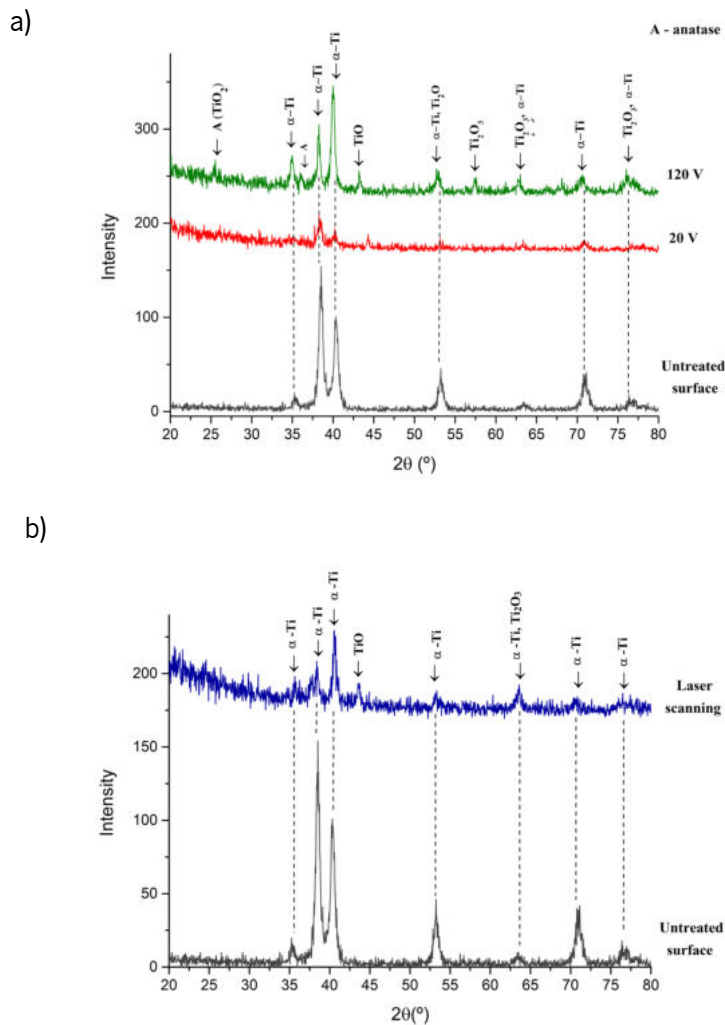 a)
A - anatase
A (TiO2)
α-Ti
A
α-Ti
α-Ti
TiO
α-Ti, Ti2O
Ti2O3
Ti2O3, α-Ti
α-Ti
Ti2O3, α-Ti
300
200
100
0
Intensity
120 V
20 V
Untreated
surface
20 25 30 35 40 45 50 55 60 65 70 75 80
2θ (º)
b)
α -Ti
α -Ti
α -Ti
TiO
α -Ti
α -Ti, Ti2O3
α -Ti
α -Ti
200
150
100
50
0
Intensity
Laser
scanning
Untreated
surface
20 25 30 35 40 45 50 55 60 65 70 75 80
2θ(º)